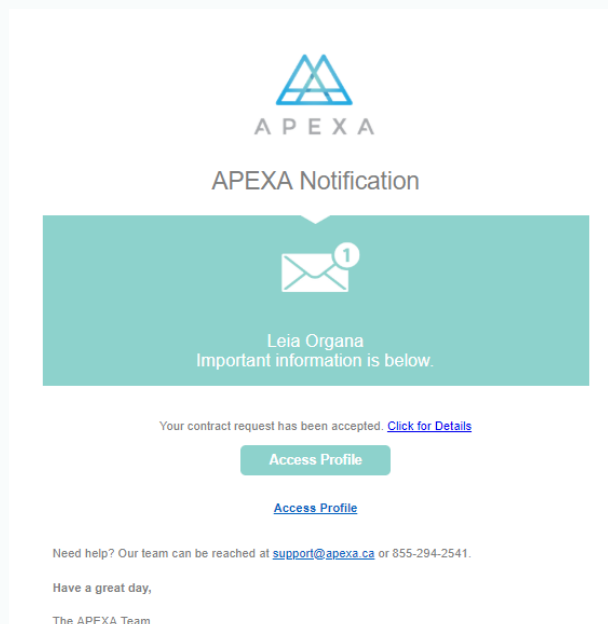 APEXA
APEXA Notification
1
Leia Organa
Important information is below.
Your contract request has been accepted. Click for Details
Access Profile
Access Profile
Need help? Our team can be reached at support@apexa.ca or 855-294-2541.
Have a great day,
The APEXA Team